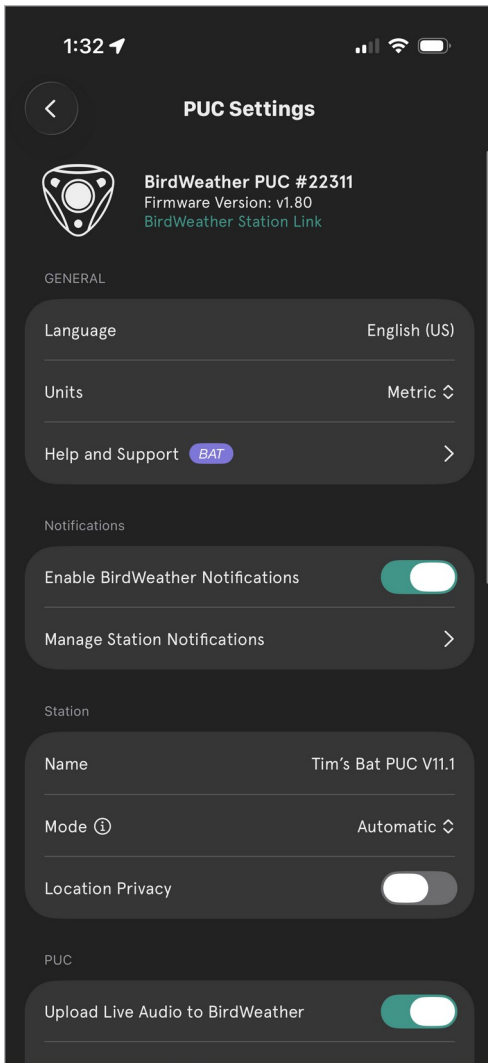 1:32
PUC Settings
BirdWeather PUC #22311
Firmware Version: v1.80
BirdWeather Station Link
GENERAL
Language English (US)
Units Metric
Help and Support BAT
Notifications
Enable BirdWeather Notifications
Manage Station Notifications
Station
Name Tim's Bat PUC V11.1
Mode Automatic
Location Privacy
PUC
Upload Live Audio to BirdWeather